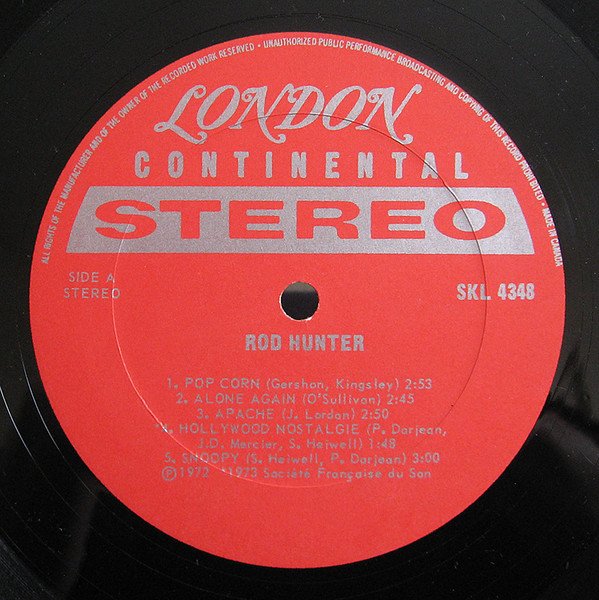 ALL RIGHTS OF THE MANUFACTURER AND OF THE OWNER OF THE RECORDED WORK RESERVED • UNAUTHORIZED PUBLIC PERFORMANCE BROADCASTING AND COPYING OF THIS RECORD PROHIBITED • MADE IN CANADA
LONDON
CONTINENTAL
STEREO
SIDE A
STEREO
SKL 4348
ROD HUNTER
1. POP CORN (Gershon, Kingsley) 2:53
2. ALONE AGAIN (O'Sullivan) 2:45
3. APACHE (J. Lordan) 2:50
*4. HOLLYWOOD NOSTALGIE (P. Darjean,
J.D. Mercier, S. Heiwell) 1:48
5. SNOOPY (S. Heiwell, P. Darjean) 3:00
Ⓟ1972 *1973 Société Française du Son